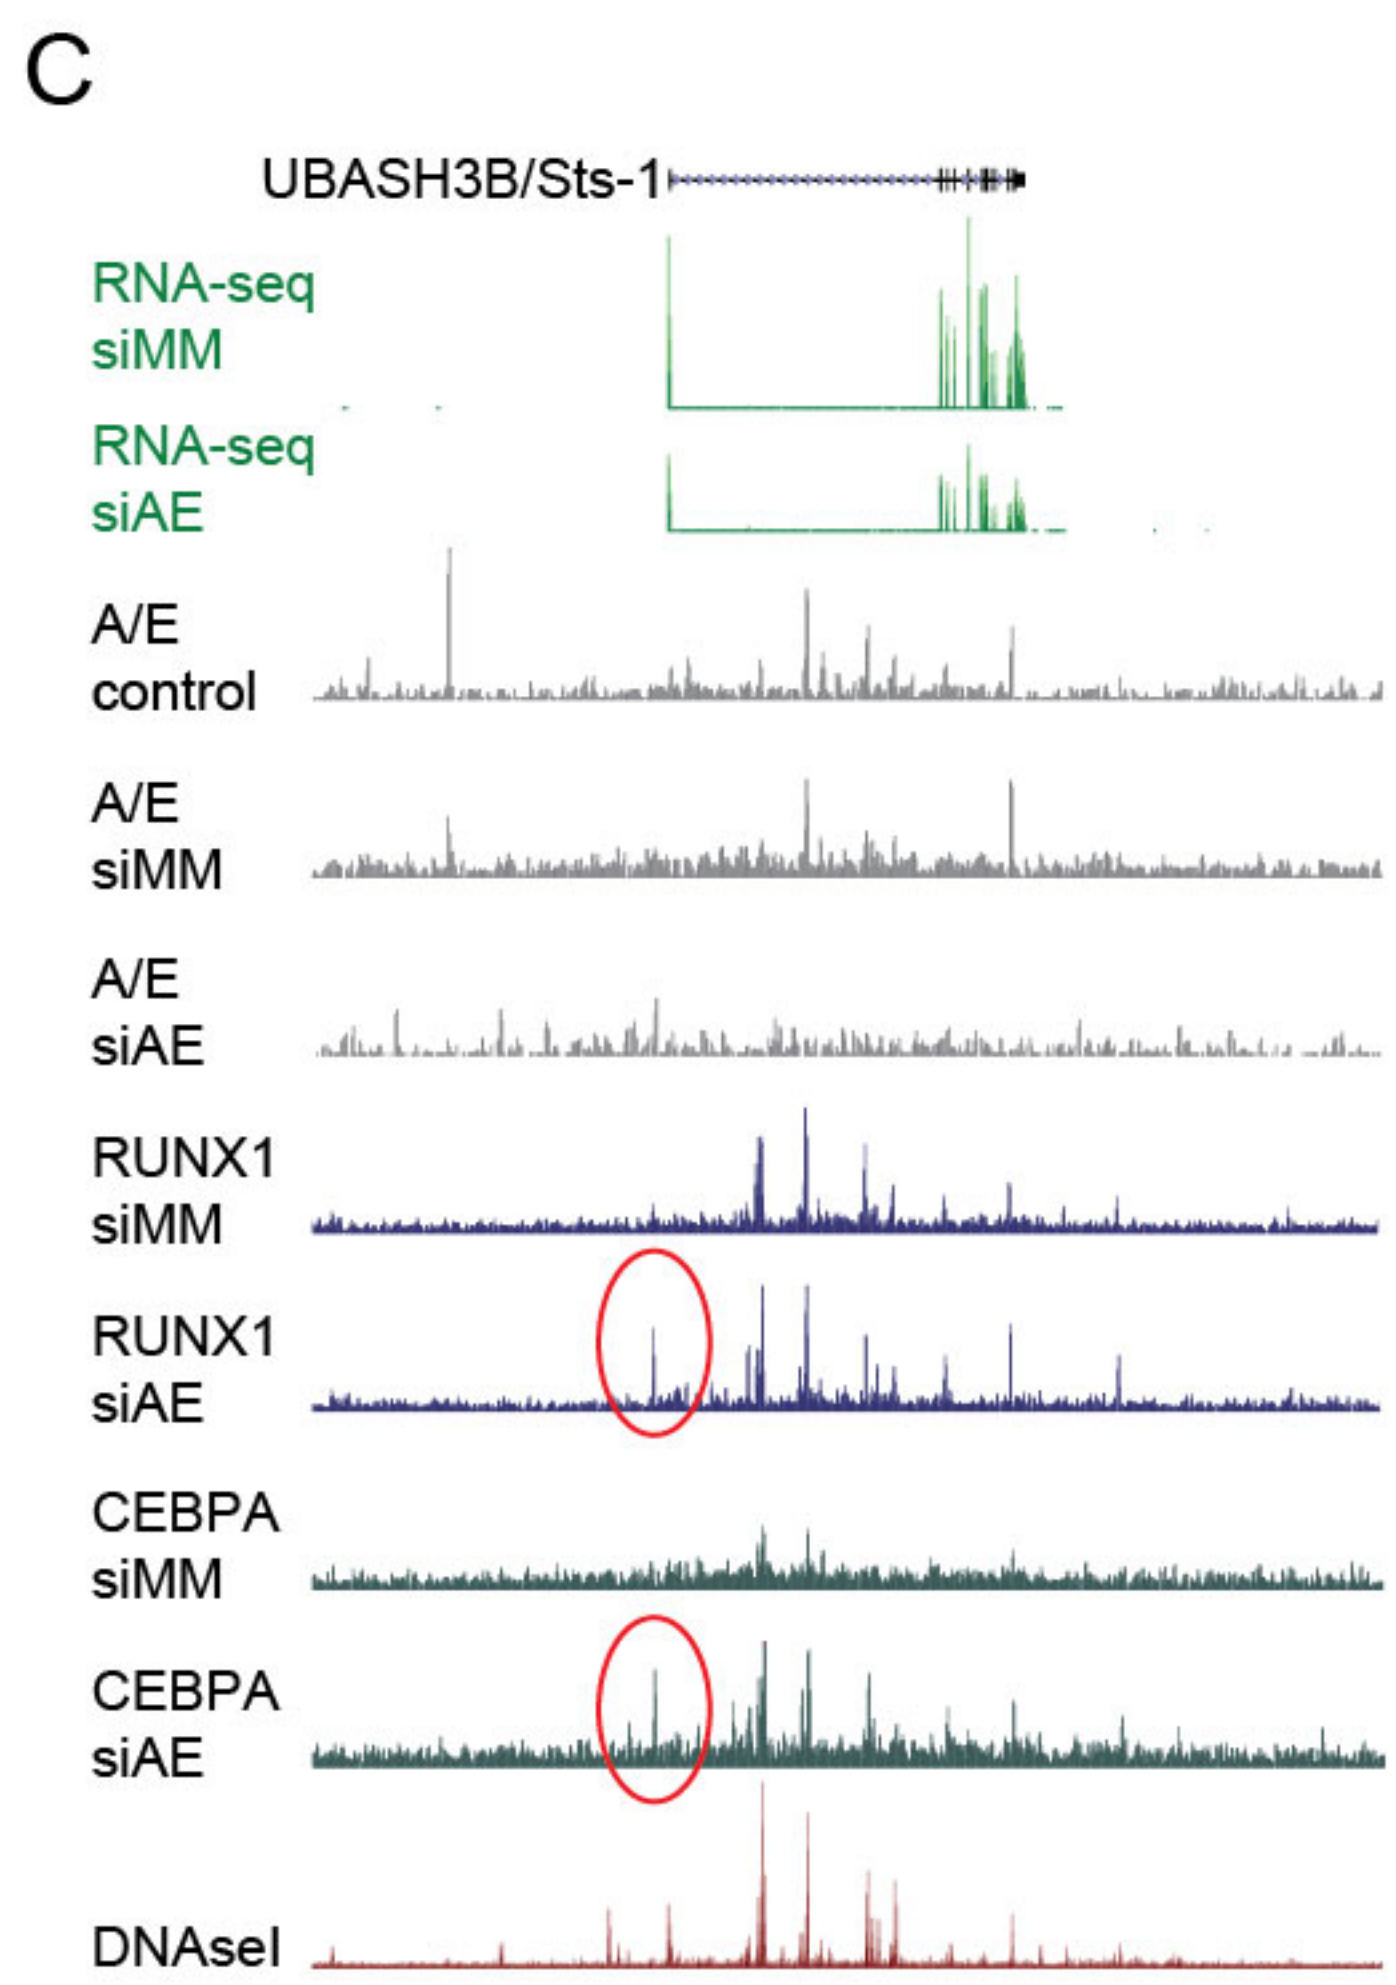 C
UBASH3B/Sts-1
RNA-seq
siMM
RNA-seq
siAE
A/E
control
A/E
siMM
A/E
siAE
RUNX1
siMM
RUNX1
siAE
CEBPA
siMM
CEBPA
siAE
DNAseI